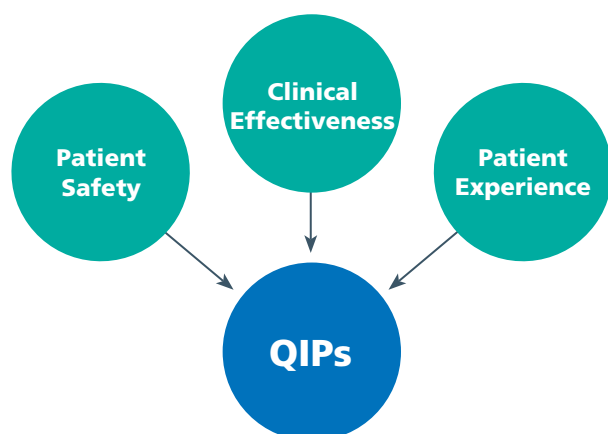 Clinical
Effectiveness
Patient
Safety
Patient
Experience
QIPs